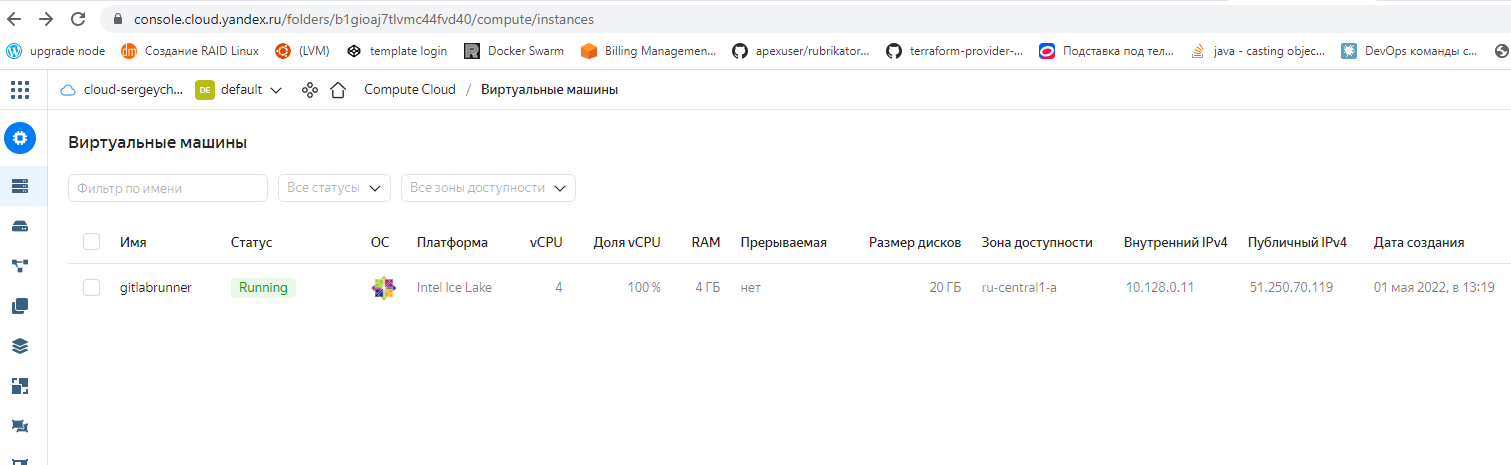 console.cloud.yandex.ru/folders/b1gioaj7tlvmc44fvd40/compute/instances
upgrade node dm Создание RAID Linux (LVM) template login R Docker Swarm Billing Managemen... apexuser/rubrikator... terraform-provider-... Подставка под тел... java - casting objec... DevOps команды с...
cloud-sergeych... DE default Compute Cloud / Виртуальные машины
Виртуальные машины
Фильтр по имени Все статусы Все зоны доступности
Имя Статус ОС Платформа vCPU Доля vCPU RAM Прерываемая Размер дисков Зона доступности Внутренний IPv4 Публичный IPv4 Дата создания
gitlabrunner Running Intel Ice Lake 4 100 % 4 ГБ нет 20 ГБ ru-central1-a 10.128.0.11 51.250.70.119 01 мая 2022, в 13:19